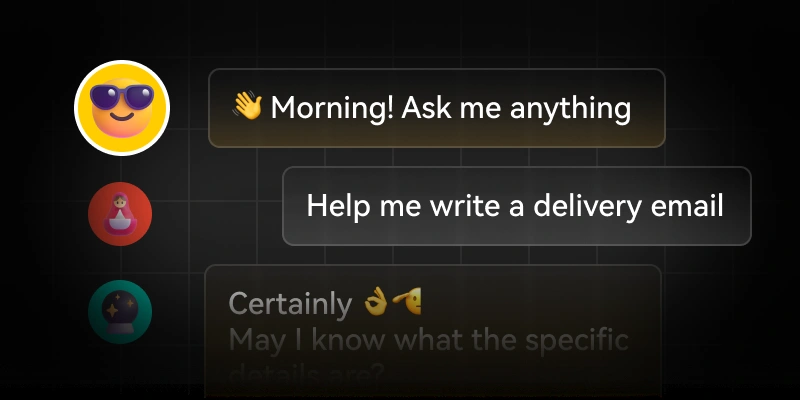 👋 Morning! Ask me anything
Help me write a delivery email
Certainly 👌🫡
May I know what the specific
details are?